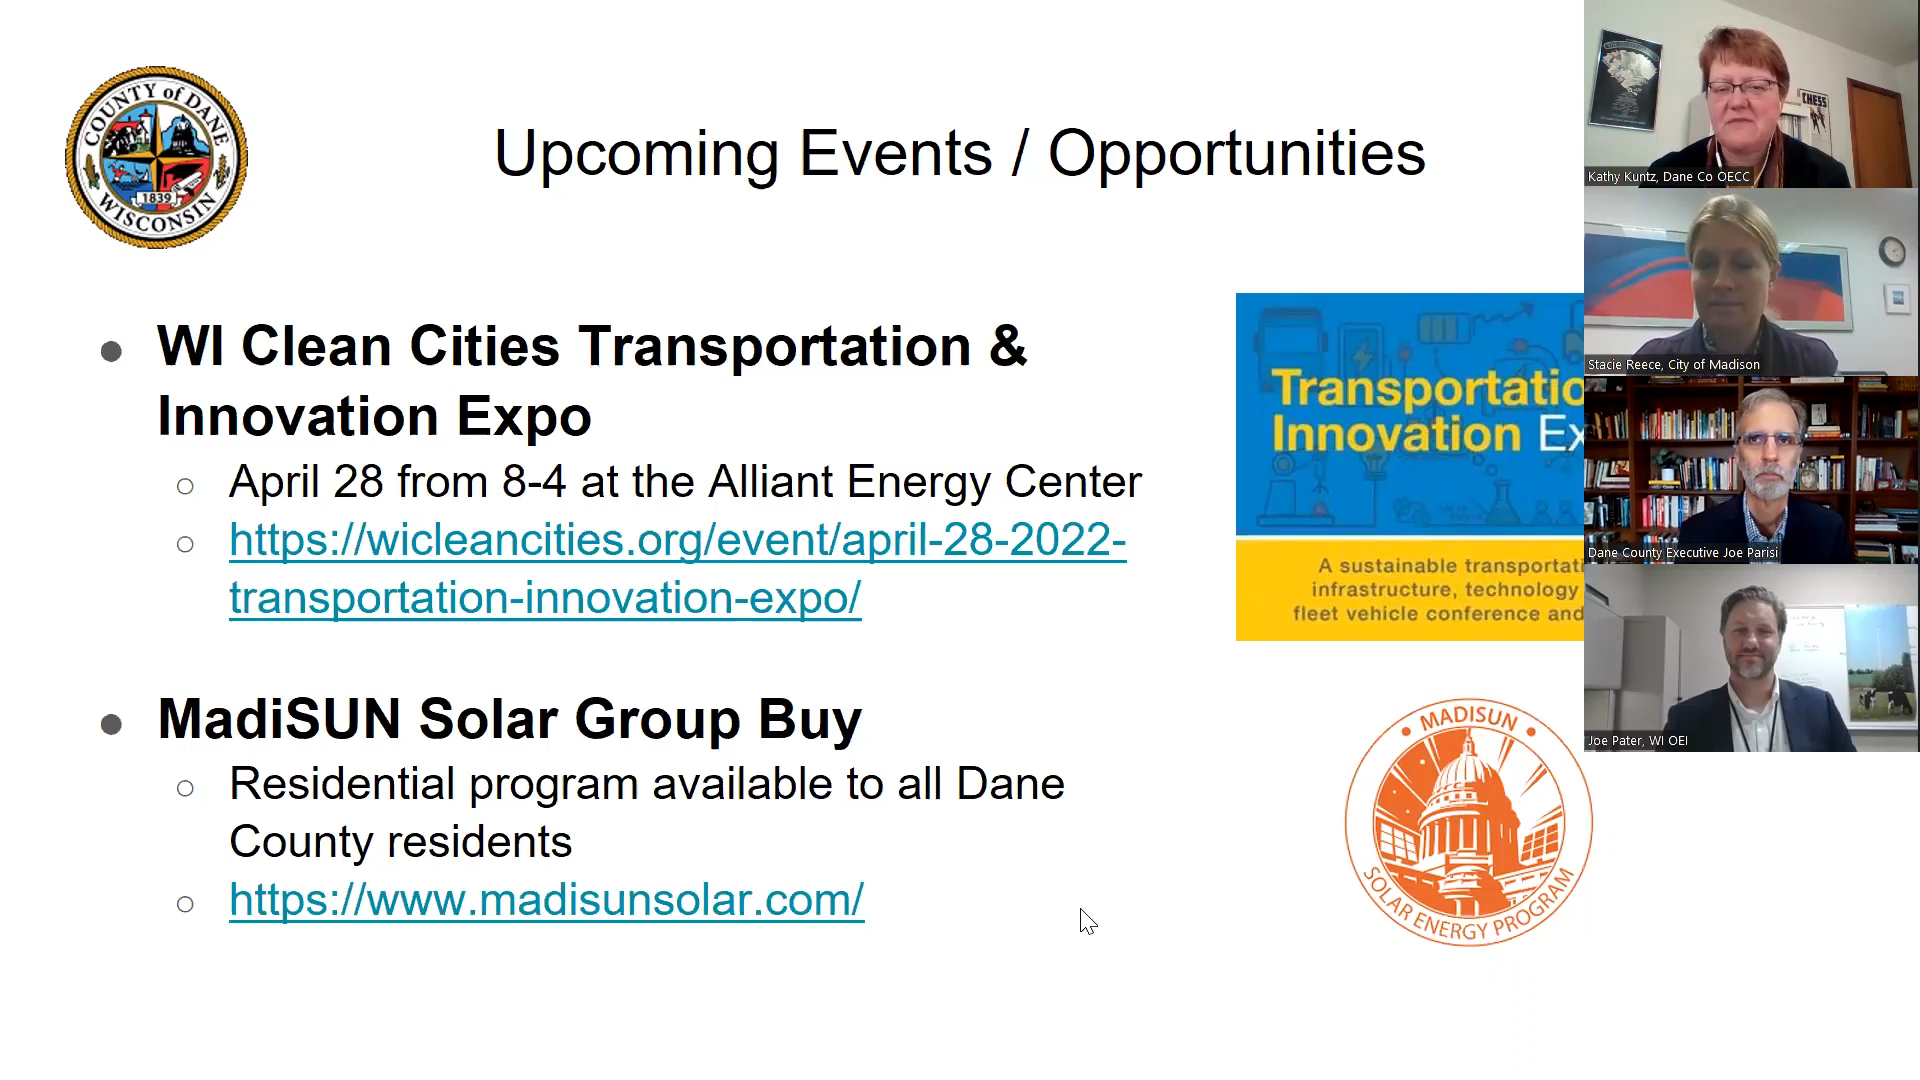 COUNTY of DANE
1839
WISCONSIN
Upcoming Events / Opportunities
WI Clean Cities Transportation &
Innovation Expo
April 28 from 8-4 at the Alliant Energy Center
https://wicleancities.org/event/april-28-2022-
transportation-innovation-expo/
MadiSUN Solar Group Buy
Residential program available to all Dane
County residents
https://www.madisunsolar.com/
Transportatio
Innovation Ex
A sustainable transportati
infrastructure, technology
fleet vehicle conference and
MADISUN
SOLAR ENERGY PROGRAM
CHESS
Kathy Kuntz, Dane Co OECC
Stacie Reece, City of Madison
Dane County Executive Joe Parisi
Joe Pater, WI OEI